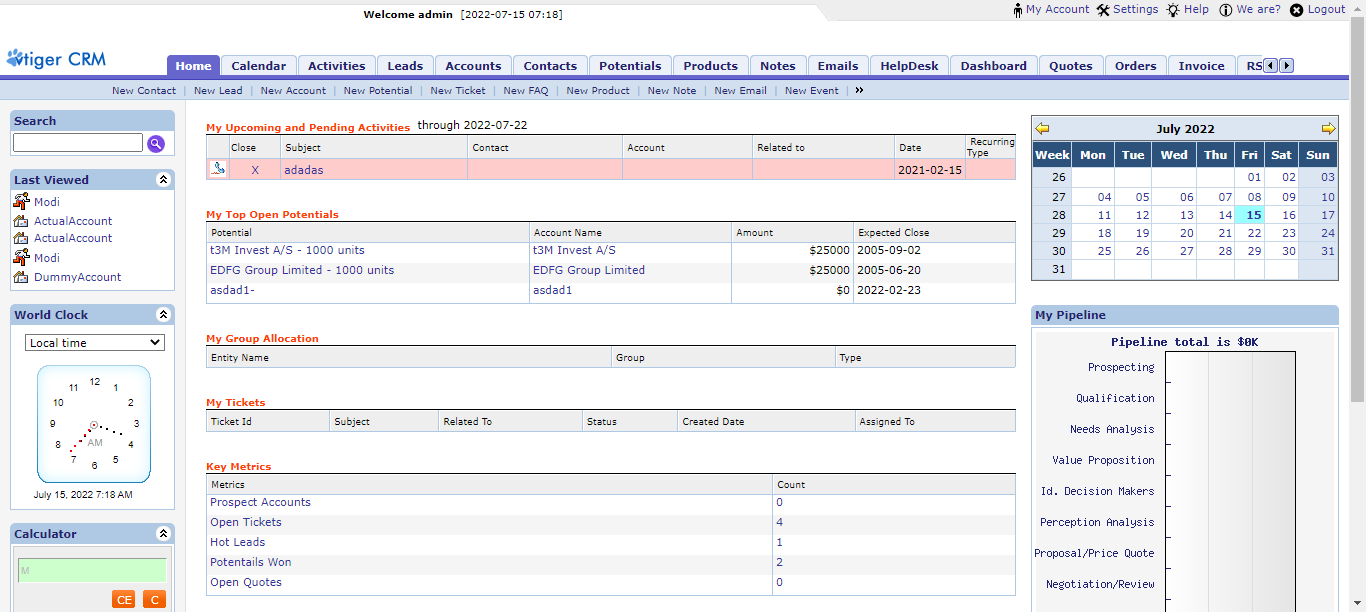 Welcome admin [2022-07-15 07:18]
My Account Settings Help We are? Logout
vtiger CRM
Home Calendar Activities Leads Accounts Contacts Potentials Products Notes Emails HelpDesk Dashboard Quotes Orders Invoice RS
New Contact | New Lead | New Account | New Potential | New Ticket | New FAQ | New Product | New Note | New Email | New Event | »
Search
Last Viewed
Modi
ActualAccount
ActualAccount
Modi
DummyAccount
World Clock
Local time
12
11 1
10 2
9 3
AM
8 4
7 5
6
July 15, 2022 7:18 AM
Calculator
M
CE C
My Upcoming and Pending Activities through 2022-07-22
Close Subject Contact Account Related to Date Recurring Type
X adadas 2021-02-15
My Top Open Potentials
Potential Account Name Amount Expected Close
t3M Invest A/S - 1000 units t3M Invest A/S $25000 2005-09-02
EDFG Group Limited - 1000 units EDFG Group Limited $25000 2005-06-20
asdad1- asdad1 $0 2022-02-23
My Group Allocation
Entity Name Group Type
My Tickets
Ticket Id Subject Related To Status Created Date Assigned To
Key Metrics
Metrics Count
Prospect Accounts 0
Open Tickets 4
Hot Leads 1
Potentails Won 2
Open Quotes 0
July 2022
Week Mon Tue Wed Thu Fri Sat Sun
26 01 02 03
27 04 05 06 07 08 09 10
28 11 12 13 14 15 16 17
29 18 19 20 21 22 23 24
30 25 26 27 28 29 30 31
31
My Pipeline
Pipeline total is $0K
Prospecting
Qualification
Needs Analysis
Value Proposition
Id. Decision Makers
Perception Analysis
Proposal/Price Quote
Negotiation/Review